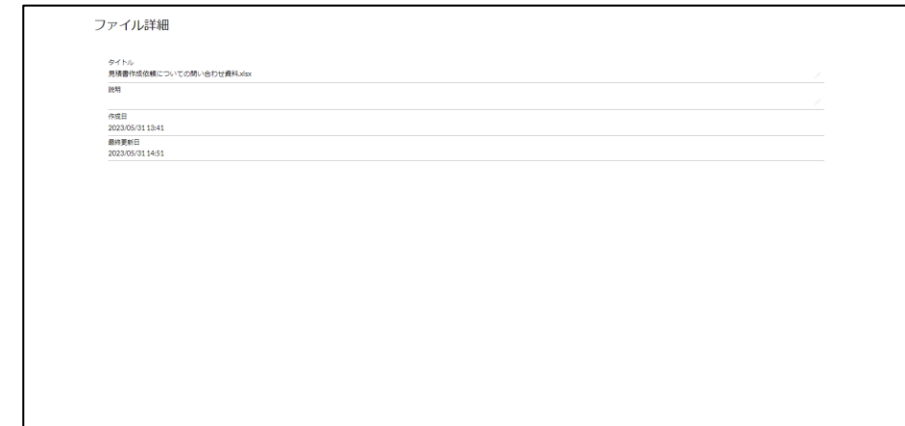 ファイル詳細
タイトル
見積書作成依頼についての問い合わせ資料.xlsx
説明
作成日
2023/05/31 13:41
最終更新日
2023/05/31 14:51